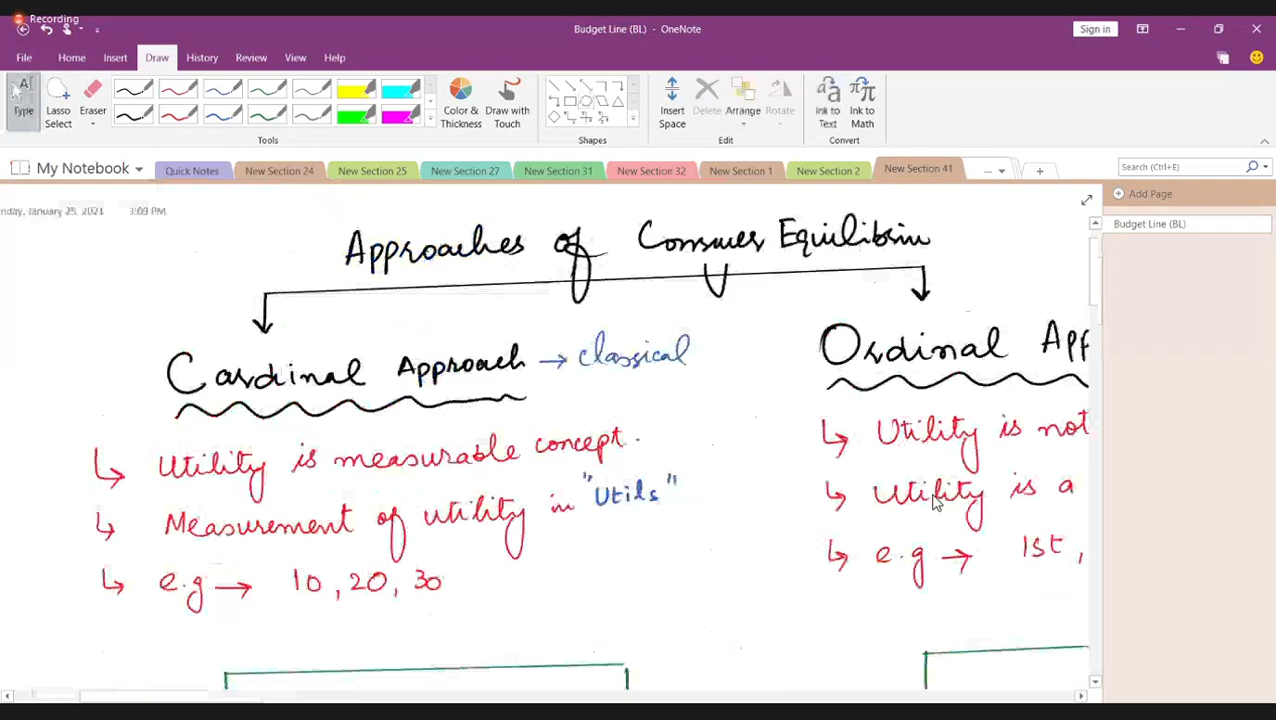 Recording
Budget Line (BL) - OneNote
Sign in
File Home Insert Draw History Review View Help
Type
Lasso Select
Eraser
Color & Thickness
Draw with Touch
Insert Space
Delete
Arrange
Rotate
Ink to Text
Ink to Math
Tools
Shapes
Edit
Convert
My Notebook
Quick Notes
New Section 24
New Section 25
New Section 27
New Section 31
New Section 32
New Section 1
New Section 2
New Section 41
...
Search (Ctrl+E)
Add Page
Budget Line (BL)
nday, January 25, 2021 3:09 PM
Approaches of Consumer Equilibrium
Cardinal Approach → classical
Utility is measurable concept.
Measurement of utility in "Utils"
e.g → 10, 20, 30
Ordinal App
Utility is not
Utility is a
e.g → 1st,